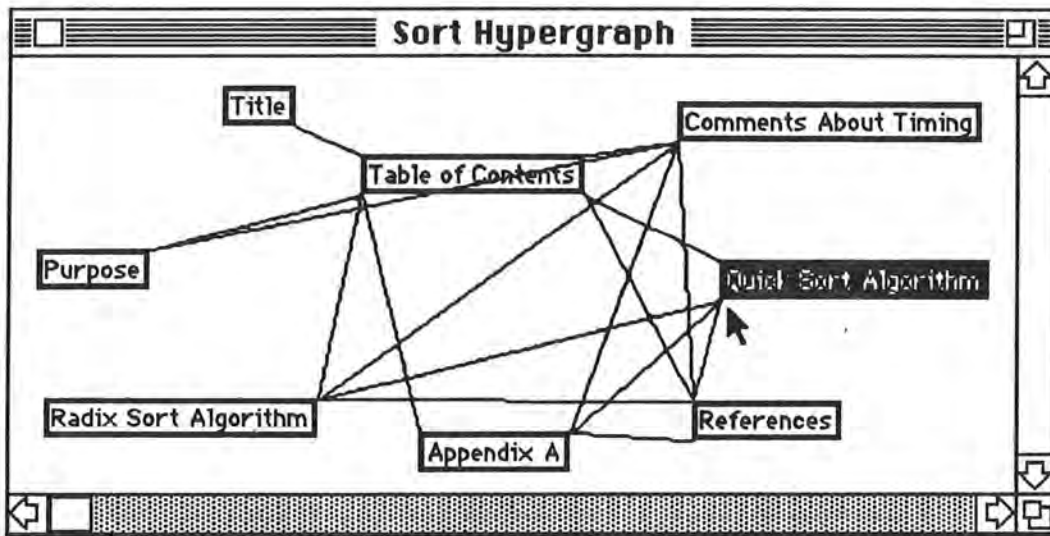 Sort Hypergraph
Title
Comments About Timing
Table of Contents
Purpose
Quick Sort Algorithm
Radix Sort Algorithm
References
Appendix A